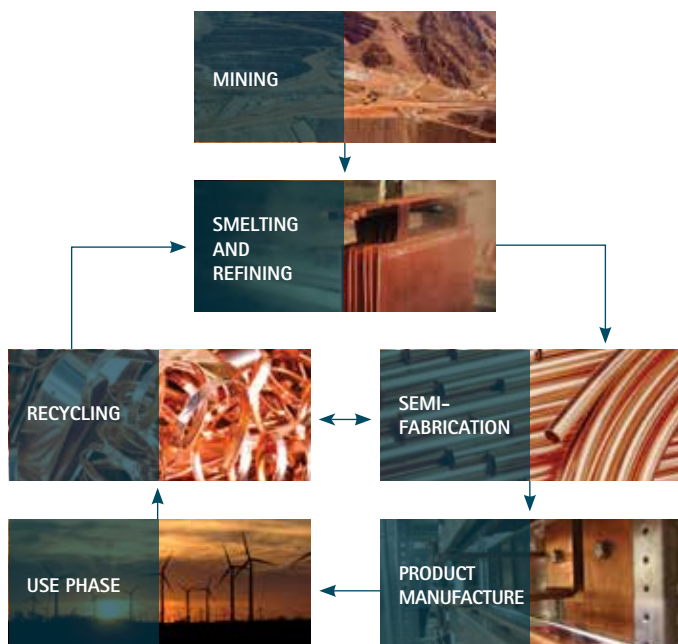 MINING
SMELTING
AND
REFINING
RECYCLING
SEMI-
FABRICATION
USE PHASE
PRODUCT
MANUFACTURE